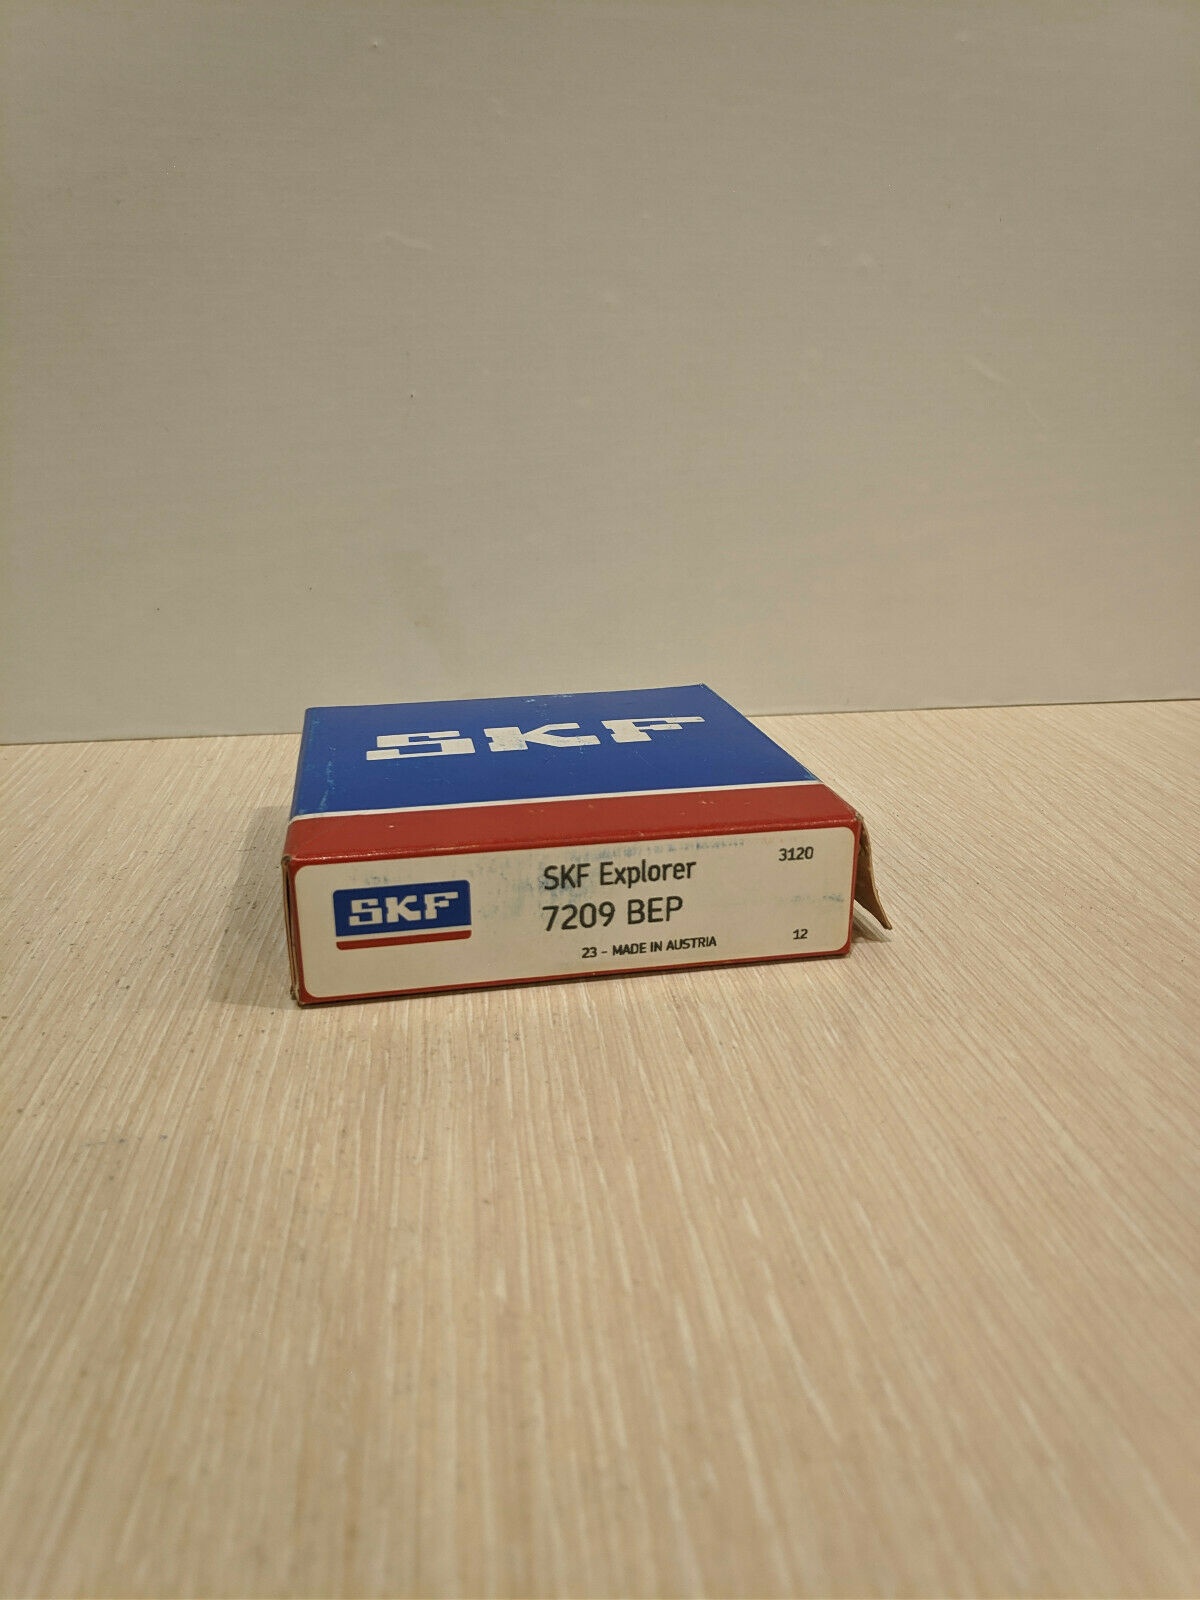 SKF
SKF
SKF Explorer
3120
7209 BEP
23 - MADE IN AUSTRIA
12